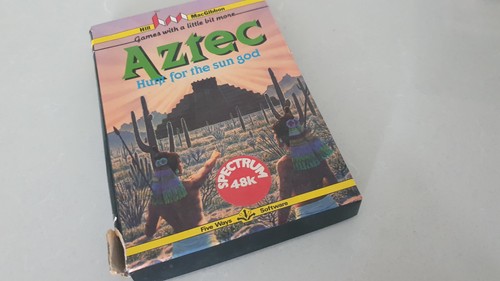 Hill MacGibbon
Games with a little bit more...
Aztec
Hunt for the sun god
SPECTRUM
48K
Five Ways Software